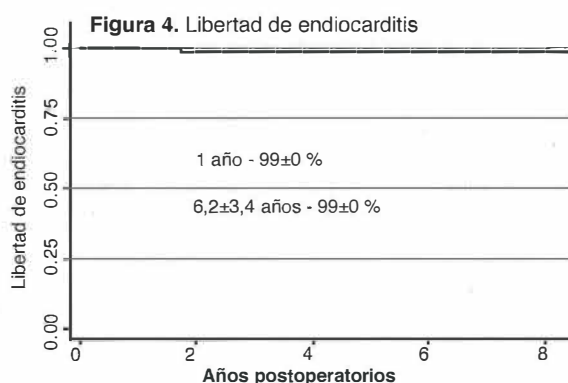 Figura 4. Libertad de endiocarditis
Libertad de endiocarditis
1.00
0.75
0.50
0.25
0.00
1 año - 99±0 %
6,2±3,4 años - 99±0 %
0 2 4 6 8
Años postoperatorios